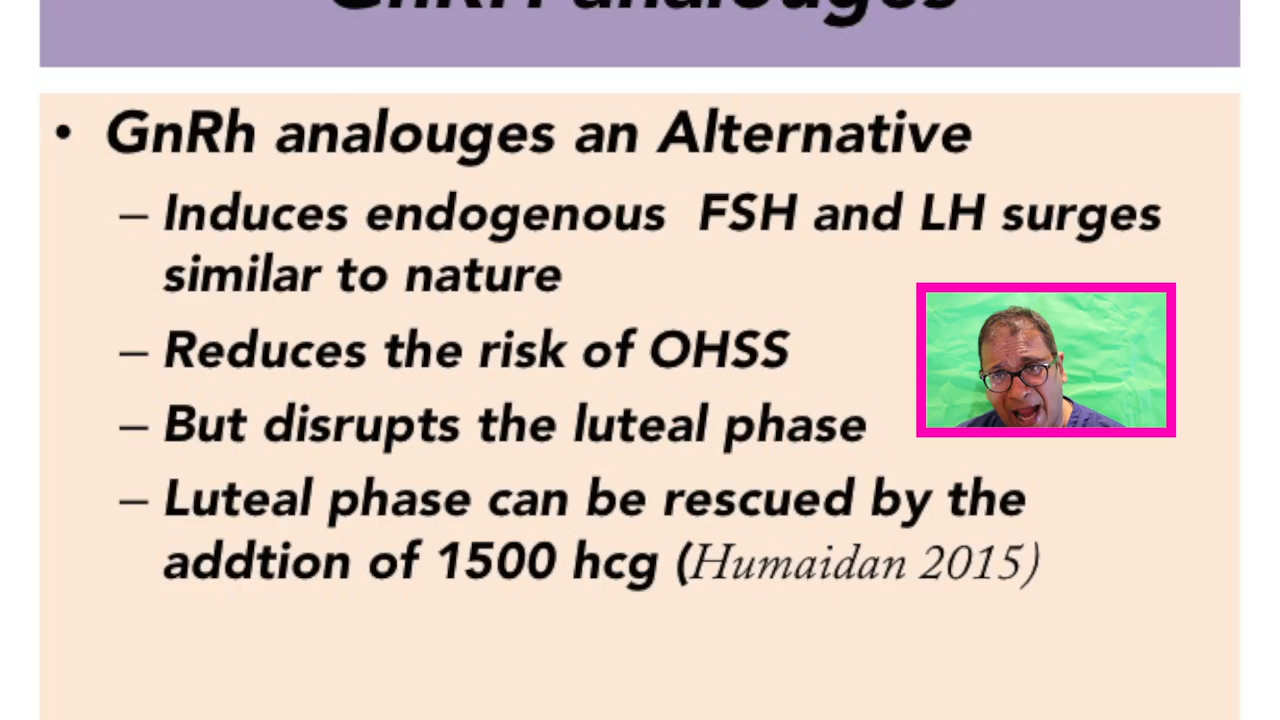 GnRH analouges
• GnRh analouges an Alternative
– Induces endogenous FSH and LH surges
similar to nature
– Reduces the risk of OHSS
– But disrupts the luteal phase
– Luteal phase can be rescued by the
addtion of 1500 hcg (Humaidan 2015)